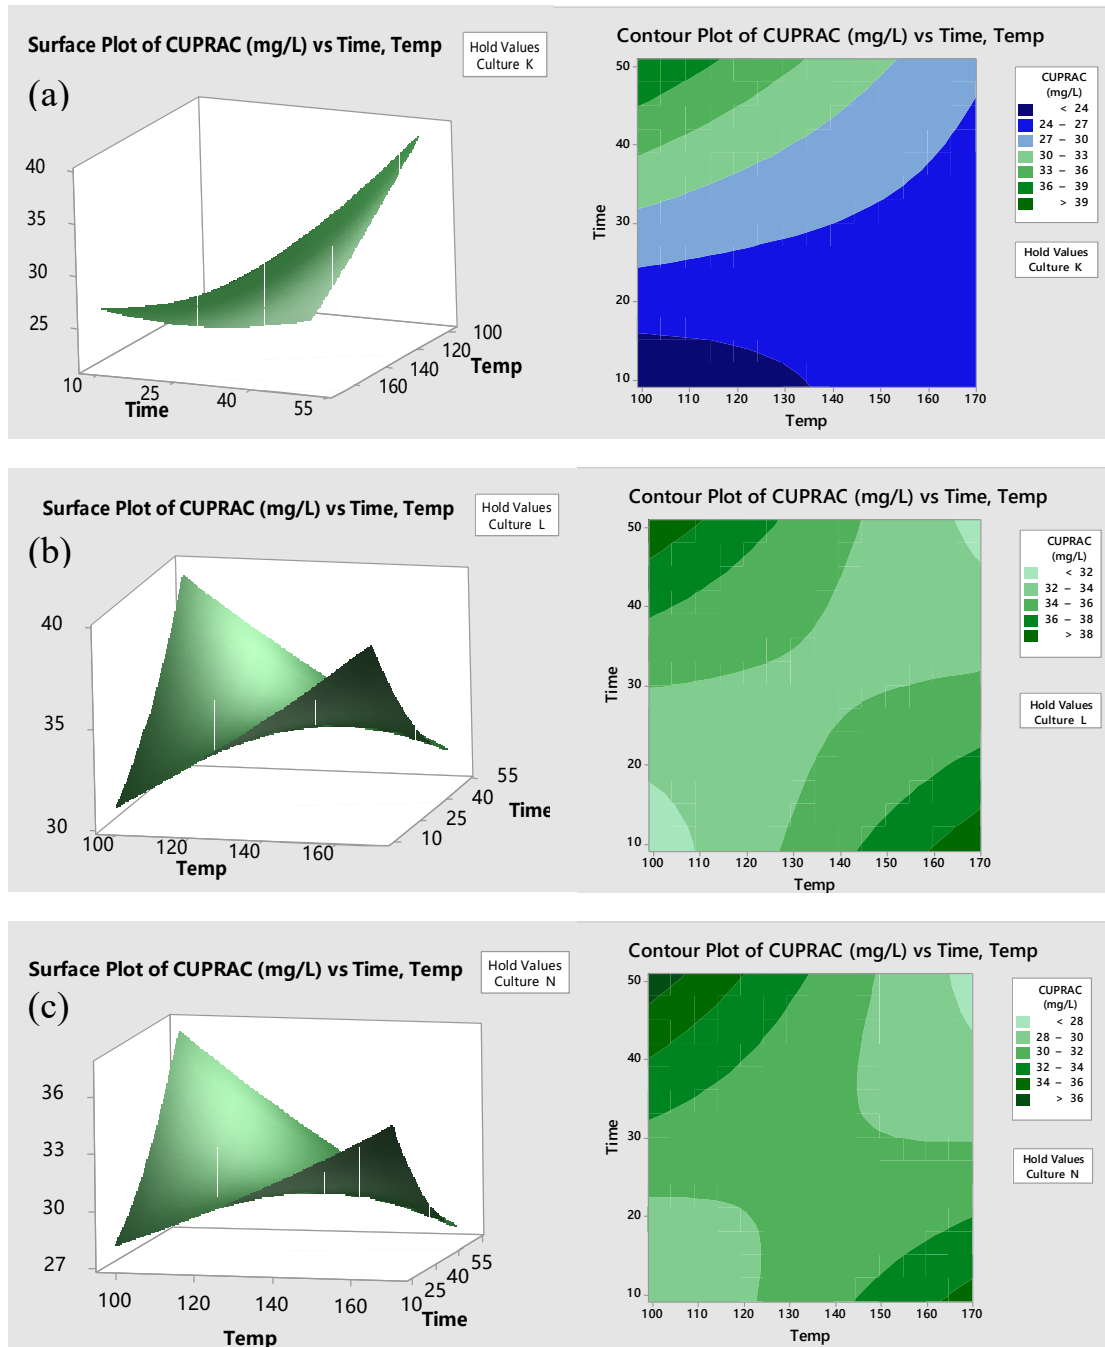 Surface Plot of CUPRAC (mg/L) vs Time, Temp
Hold Values
Culture K
(a)
40
35
30
25
10
25
40
55
Time
100
120
140
160
Temp
Contour Plot of CUPRAC (mg/L) vs Time, Temp
50
40
30
20
10
Time
100 110 120 130 140 150 160 170
Temp
CUPRAC
(mg/L)
< 24
24 – 27
27 – 30
30 – 33
33 – 36
36 – 39
> 39
Hold Values
Culture K
Surface Plot of CUPRAC (mg/L) vs Time, Temp
Hold Values
Culture L
(b)
40
35
30
100
120
140
160
Temp
10
25
40
55
Time
Contour Plot of CUPRAC (mg/L) vs Time, Temp
50
40
30
20
10
Time
100 110 120 130 140 150 160 170
Temp
CUPRAC
(mg/L)
< 32
32 – 34
34 – 36
36 – 38
> 38
Hold Values
Culture L
Surface Plot of CUPRAC (mg/L) vs Time, Temp
Hold Values
Culture N
(c)
36
33
30
27
100
120
140
160
Temp
10
25
40
55
Time
Contour Plot of CUPRAC (mg/L) vs Time, Temp
50
40
30
20
10
Time
100 110 120 130 140 150 160 170
Temp
CUPRAC
(mg/L)
< 28
28 – 30
30 – 32
32 – 34
34 – 36
> 36
Hold Values
Culture N